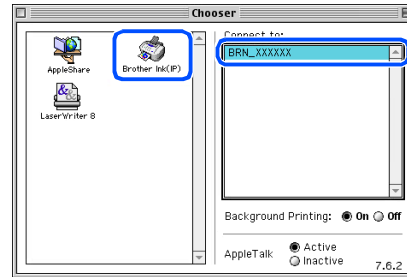 Chooser
Connect to:
BRN_XXXXXX
AppleShare
Brother Ink(IP)
LaserWriter 8
Background Printing: On Off
AppleTalk Active
Inactive
7.6.2